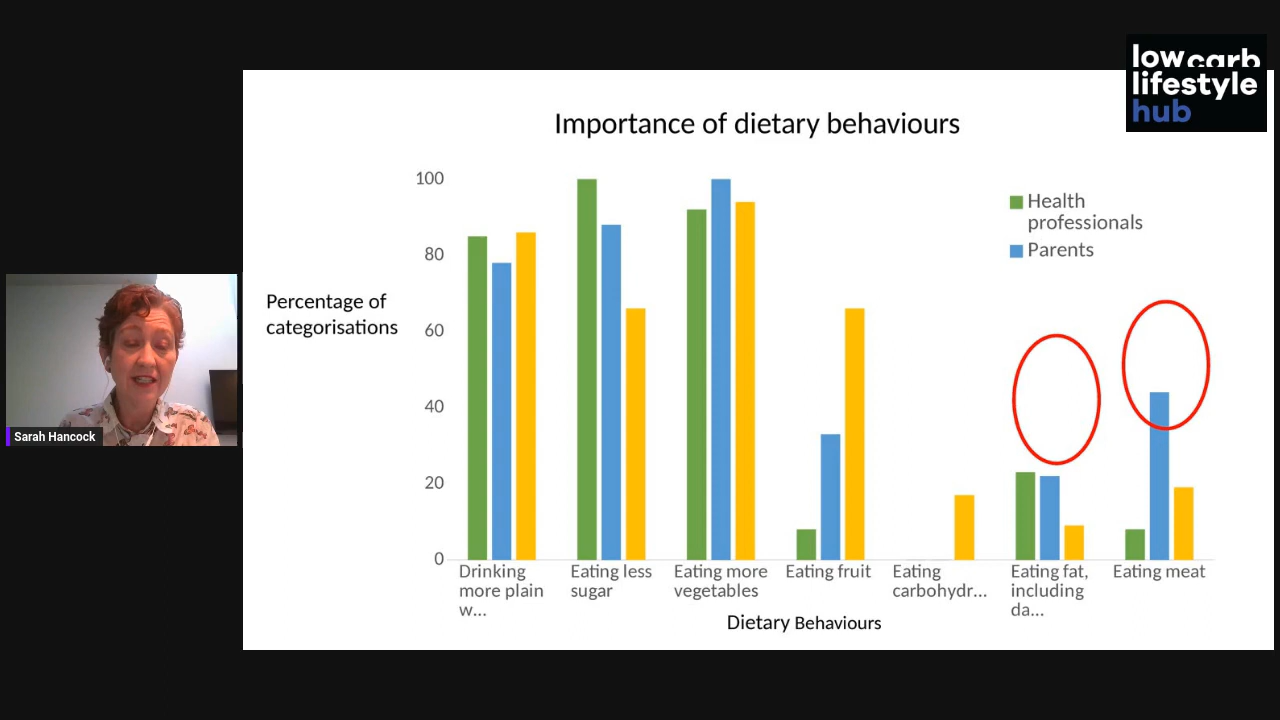 low carb
lifestyle
hub
Importance of dietary behaviours
100
80
60
40
20
0
Percentage of
categorisations
Health
professionals
Parents
Sarah Hancock
Drinking
more plain
w...
Eating less
sugar
Eating more
vegetables
Eating fruit
Eating
carbohydr...
Eating fat,
including
da...
Eating meat
Dietary Behaviours